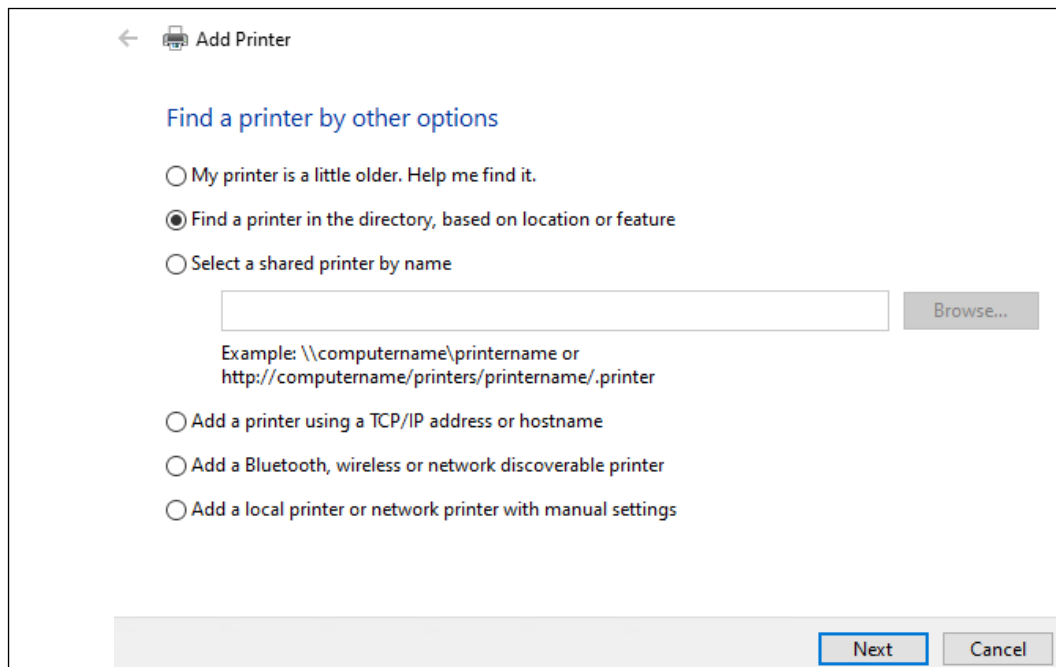 Add Printer
Find a printer by other options
My printer is a little older. Help me find it.
Find a printer in the directory, based on location or feature
Select a shared printer by name
Browse...
Example: \\computername\printername or
http://computername/printers/printername/.printer
Add a printer using a TCP/IP address or hostname
Add a Bluetooth, wireless or network discoverable printer
Add a local printer or network printer with manual settings
Next Cancel